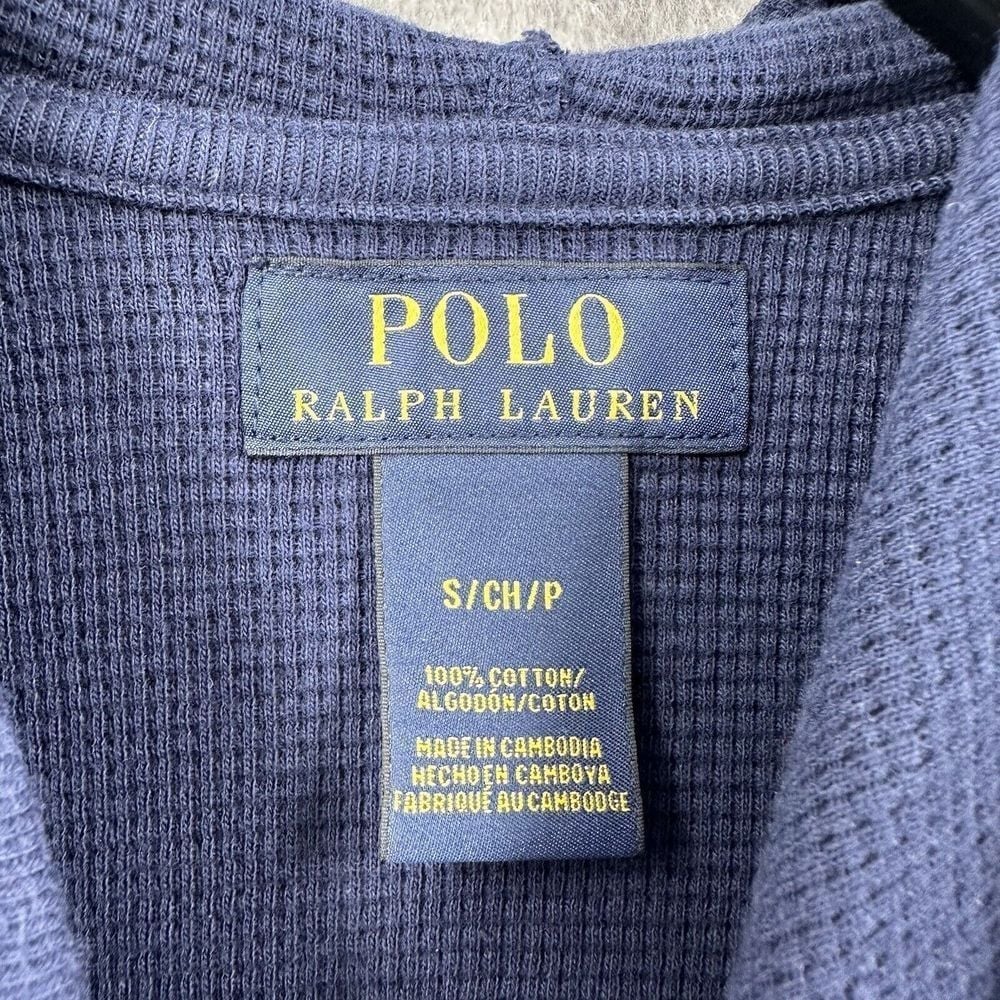 POLO
RALPH LAUREN
S/CH/P
100% COTTON/
ALGODÓN/COTON
MADE IN CAMBODIA
HECHO EN CAMBOYA
FABRIQUÉ AU CAMBODGE